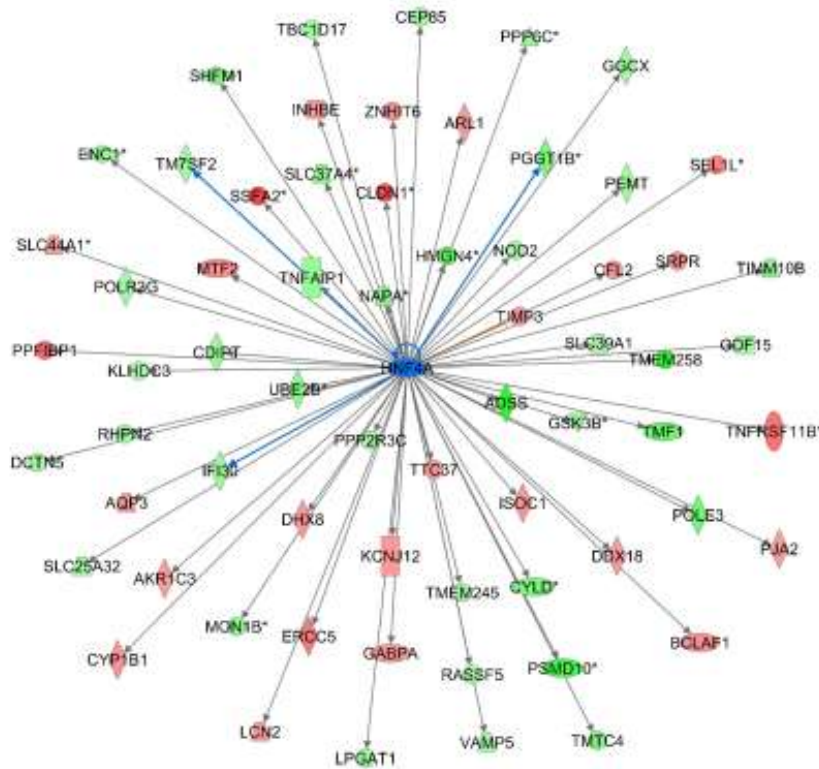 CEP85
TBC1D17
PPP6C*
GGCX
SHFM1
INHBE
ZNHIT6
ARL1
ENC1*
TM7SF2
SLC37A4*
PGGT1B*
SEL1L*
SSFA2*
CLDN1*
PEMT
SLC44A1*
HMGN4*
NOD2
MTF2
TNFAIP1
CFL2
SRPR
TIMM10B
POLR2G
NAPA*
TIMP3
PPFIBP1
CDIPT
SLC39A1
GDF15
KLHDC3
HNF4A
TMEM258
UBE2B*
ADSS
GSK3B*
RHPN2
PPP2R3C
TMF1
TNFRSF11B*
DCTN5
IFI30
TTC37
AQP3
ISOC1
DHX8
POLE3
SLC25A32
AKR1C3
KCNJ12
DDX18
PJA2
TMEM245
CYLD*
MON1B*
ERCC5
CYP1B1
GABPA
BCLAF1
RASSF5
PSMD10*
LCN2
LPGAT1
VAMP5
TMTC4